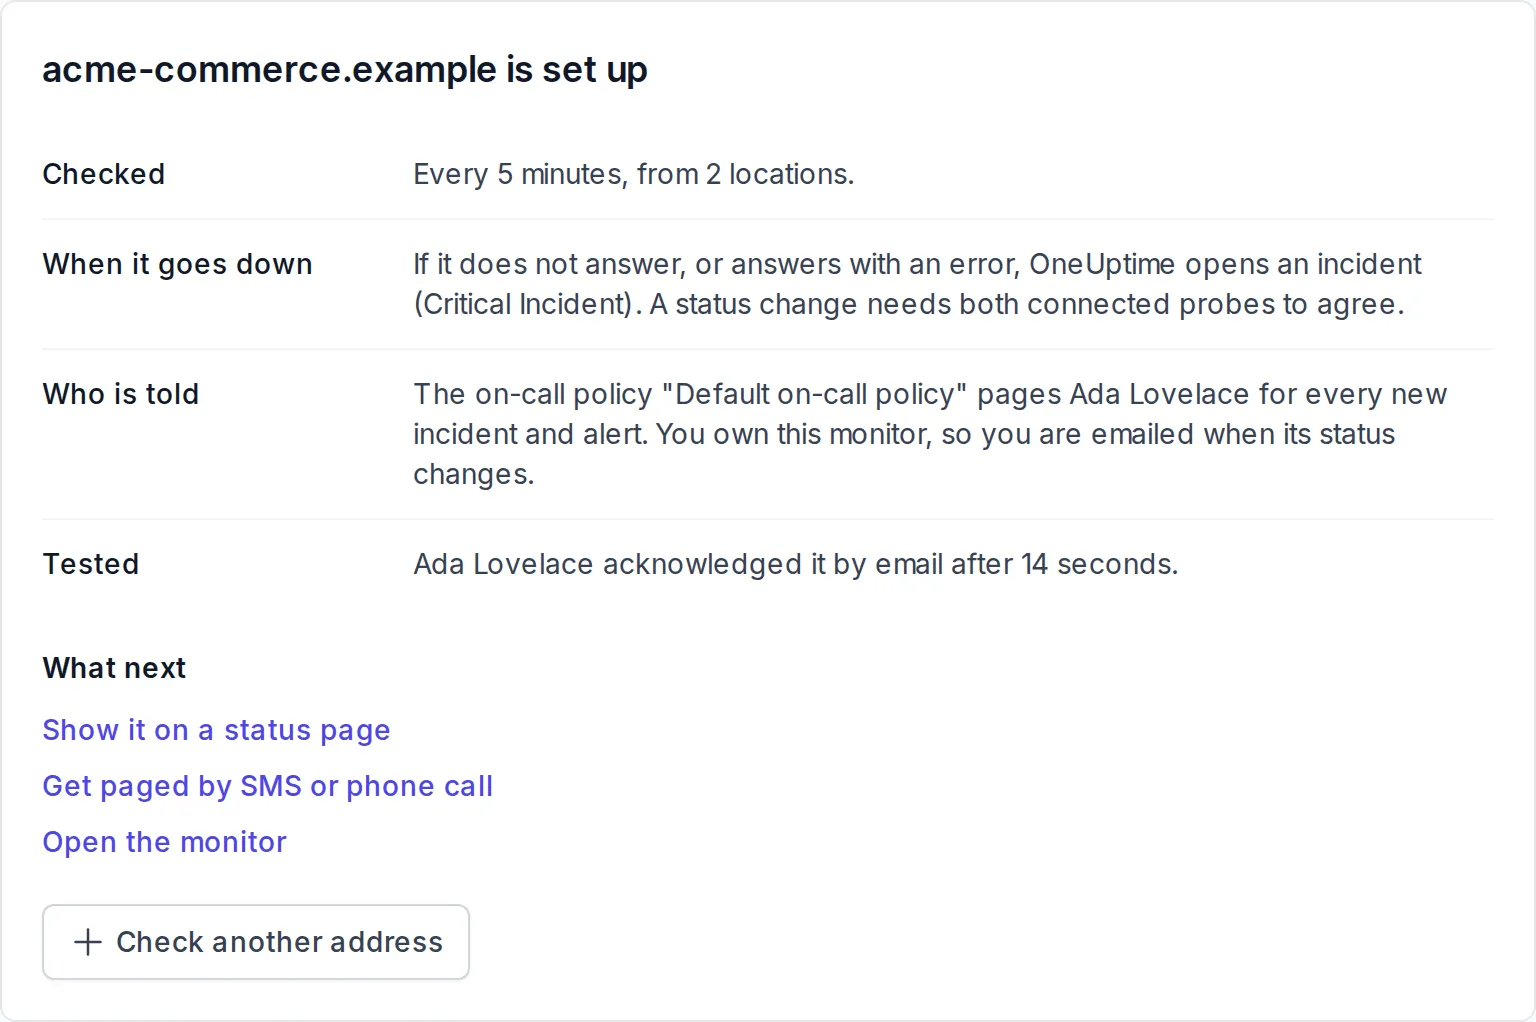 acme-commerce.example is set up
Checked
Every 5 minutes, from 2 locations.
When it goes down
If it does not answer, or answers with an error, OneUptime opens an incident
(Critical Incident). A status change needs both connected probes to agree.
Who is told
The on-call policy "Default on-call policy" pages Ada Lovelace for every new
incident and alert. You own this monitor, so you are emailed when its status
changes.
Tested
Ada Lovelace acknowledged it by email after 14 seconds.
What next
Show it on a status page
Get paged by SMS or phone call
Open the monitor
Check another address